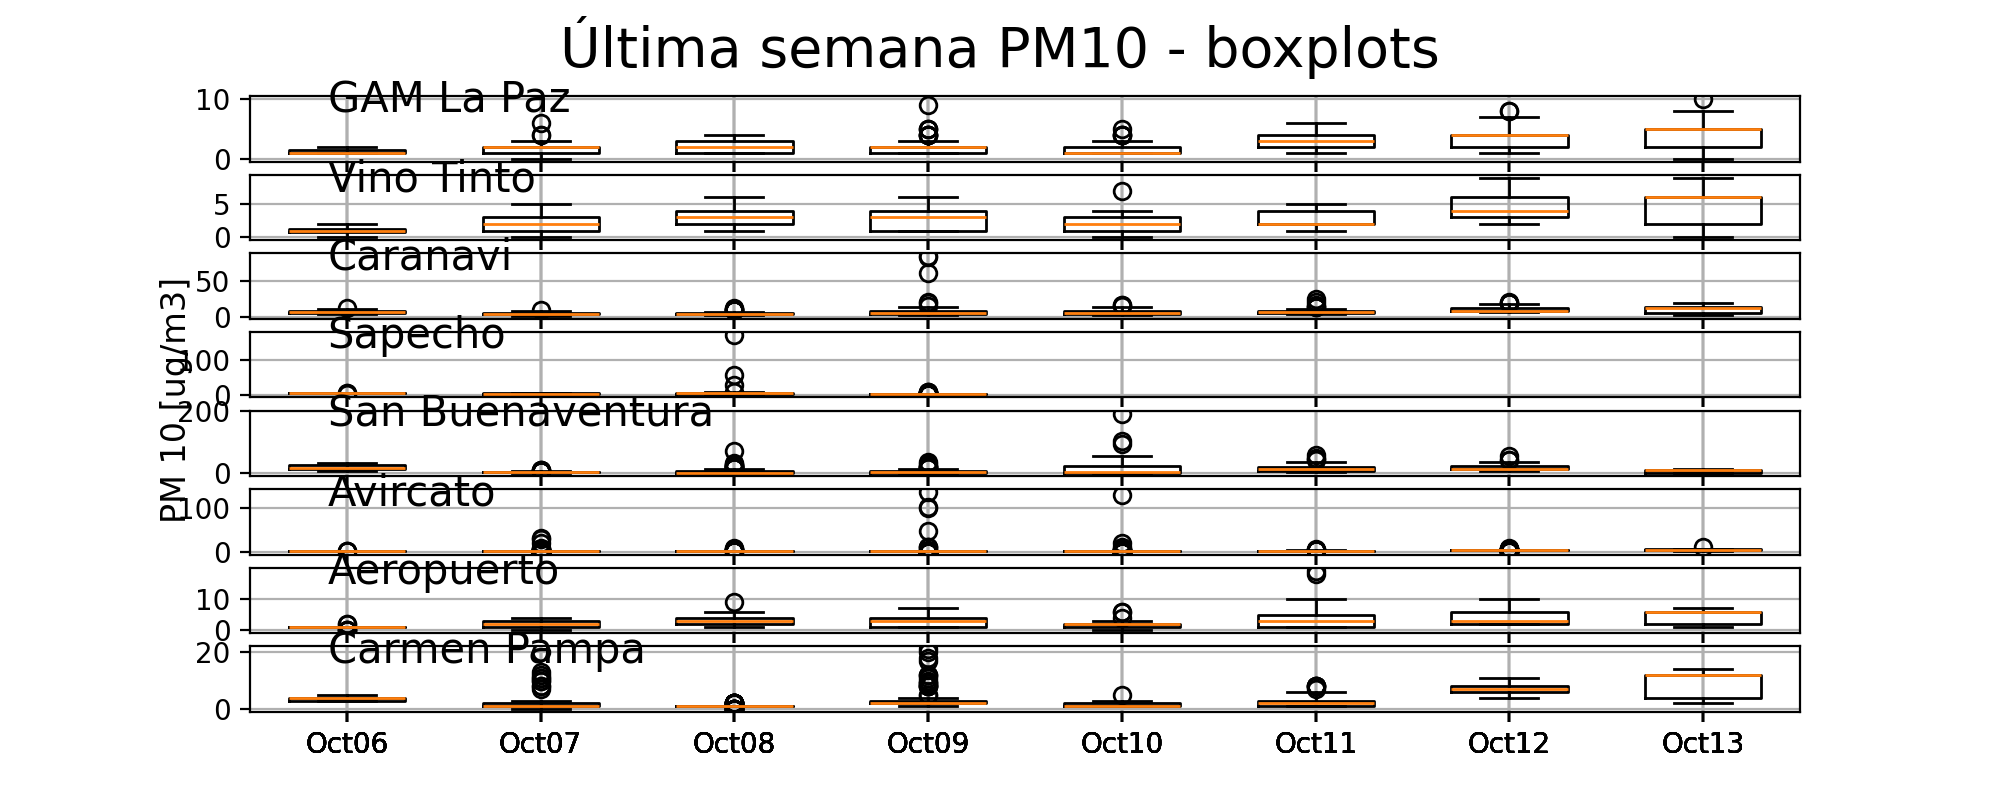 Última semana PM10 - boxplots
GAM La Paz
10
0
Vino Tinto
5
0
Caranavi
50
0
Sapecho
100
0
San Buenaventura
200
0
Avircato
100
0
Aeropuerto
10
0
Carmen Pampa
20
0
PM 10 [ug/m3]
Oct06 Oct07 Oct08 Oct09 Oct10 Oct11 Oct12 Oct13